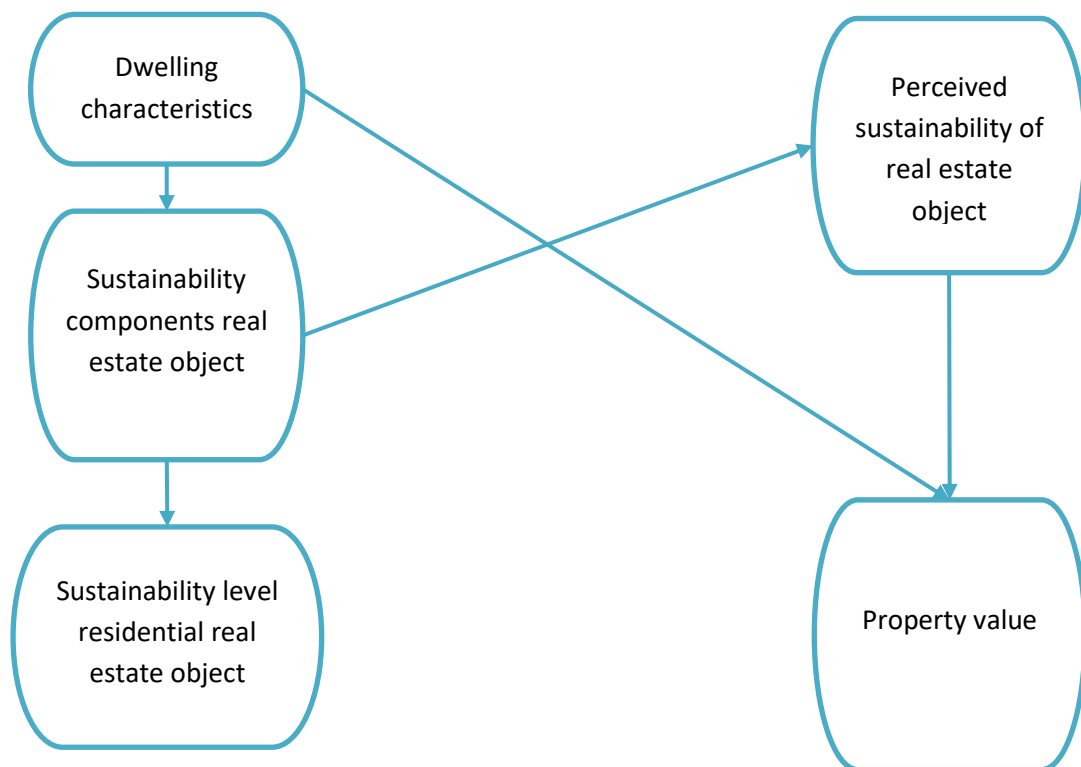 Dwelling
characteristics
Sustainability
components real
estate object
Sustainability level
residential real
estate object
Perceived
sustainability of
real estate
object
Property value